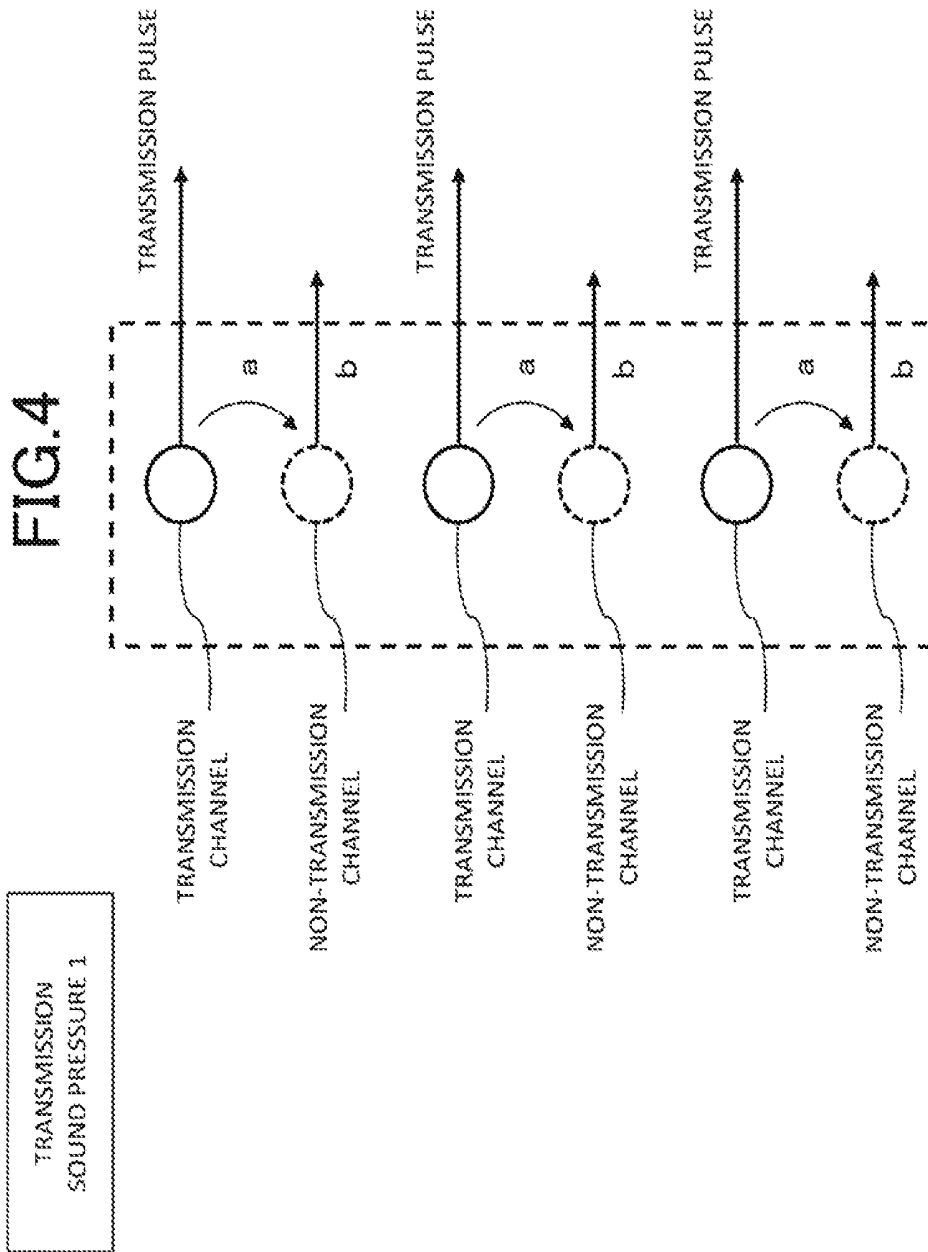 FIG.4
TRANSMISSION
SOUND PRESSURE 1
TRANSMISSION
CHANNEL
TRANSMISSION PULSE
a
NON-TRANSMISSION
CHANNEL
b
TRANSMISSION
CHANNEL
TRANSMISSION PULSE
a
NON-TRANSMISSION
CHANNEL
b
TRANSMISSION
CHANNEL
TRANSMISSION PULSE
a
NON-TRANSMISSION
CHANNEL
b